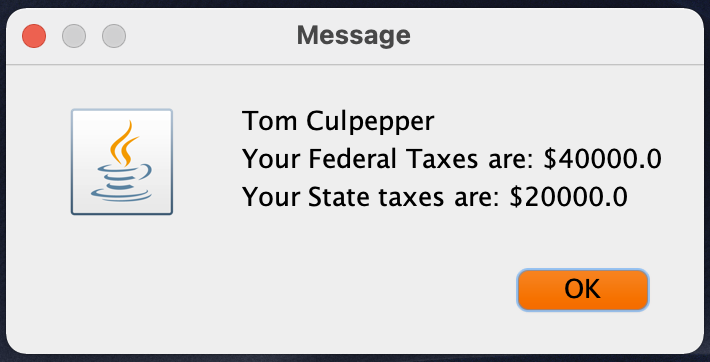 Message
Tom Culpepper
Your Federal Taxes are: $40000.0
Your State taxes are: $20000.0
OK